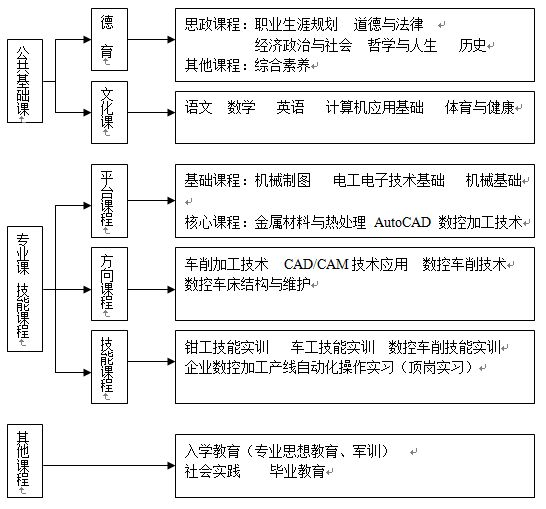 公共基础课
德 育
思政课程：职业生涯规划 道德与法律
经济政治与社会 哲学与人生 历史
其他课程：综合素养
文化课
语文 数学 英语 计算机应用基础 体育与健康
专业课 技能课程
平台课程
基础课程：机械制图 电工电子技术基础 机械基础
核心课程：金属材料与热处理 AutoCAD 数控加工技术
方向课程
车削加工技术 CAD/CAM 技术应用 数控车削技术
数控车床结构与维护
技能课程
钳工技能实训 车工技能实训 数控车削技能实训
企业数控加工产线自动化操作实习（顶岗实习）
其他课程
入学教育（专业思想教育、军训）
社会实践 毕业教育